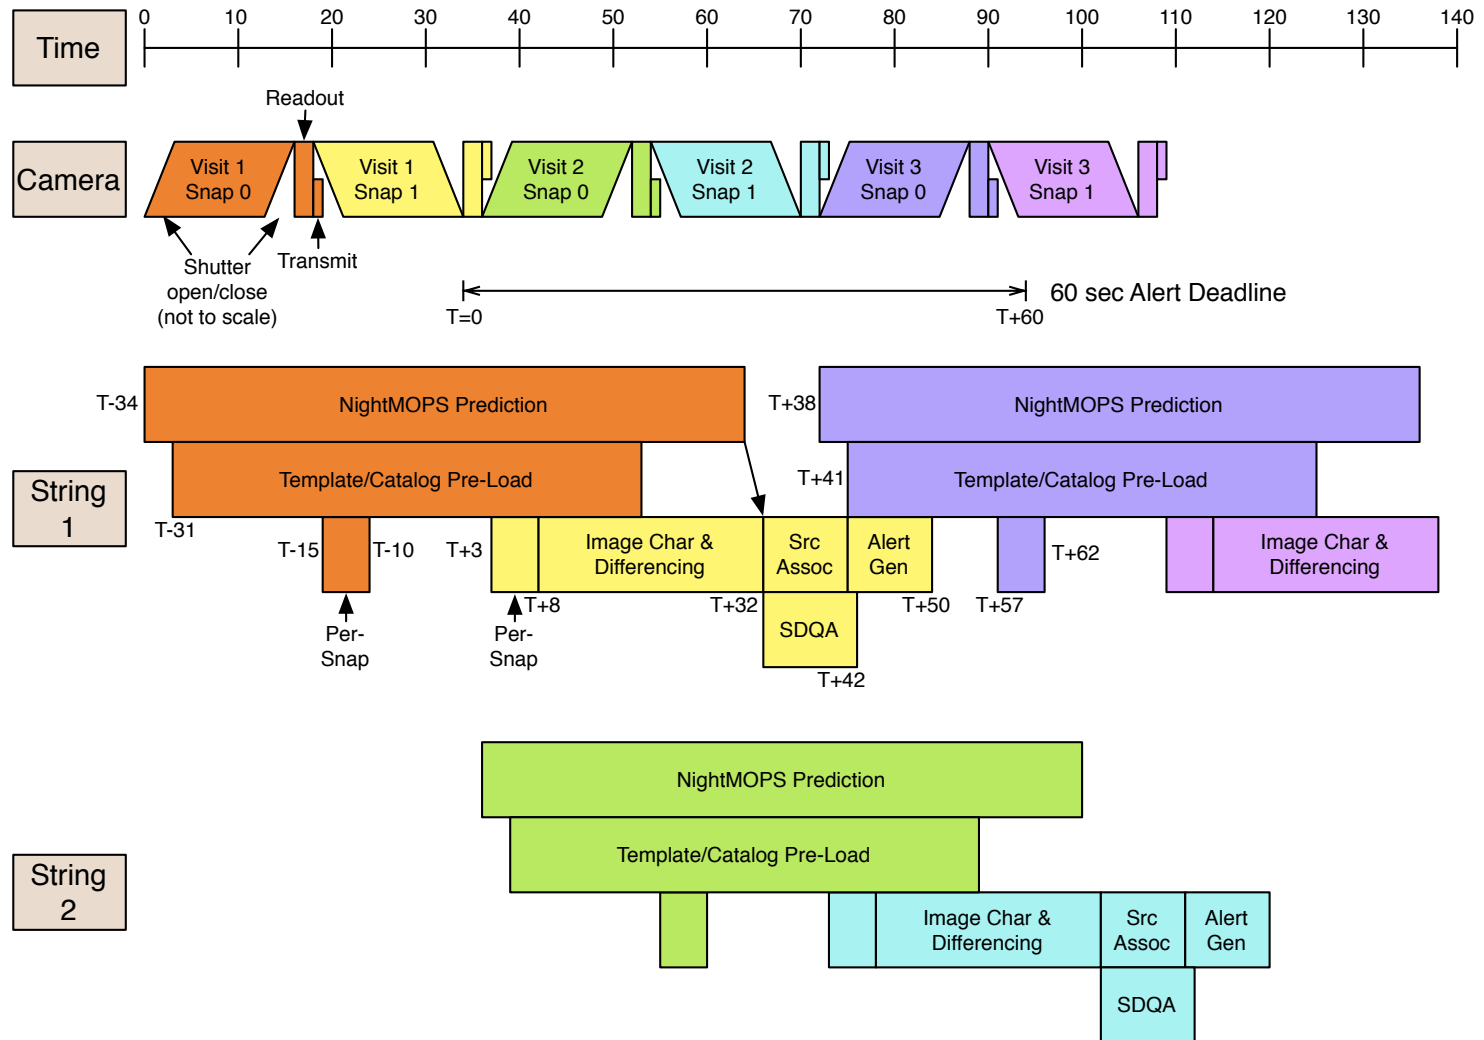 0 10 20 30 40 50 60 70 80 90 100 110 120 130 140
Time
Readout
Camera
Visit 1
Snap 0
Visit 1
Snap 1
Visit 2
Snap 0
Visit 2
Snap 1
Visit 3
Snap 0
Visit 3
Snap 1
Shutter
open/close
(not to scale)
Transmit
T=0
T+60
60 sec Alert Deadline
T-34
NightMOPS Prediction
T+38
NightMOPS Prediction
String
1
Template/Catalog Pre-Load
T+41
Template/Catalog Pre-Load
T-31
T-15
T-10
T+3
Image Char &
Differencing
Src
Assoc
Alert
Gen
T+62
Image Char &
Differencing
T+8
T+32
T+50
T+57
Per-
Snap
Per-
Snap
SDQA
T+42
NightMOPS Prediction
String
2
Template/Catalog Pre-Load
Image Char &
Differencing
Src
Assoc
Alert
Gen
SDQA